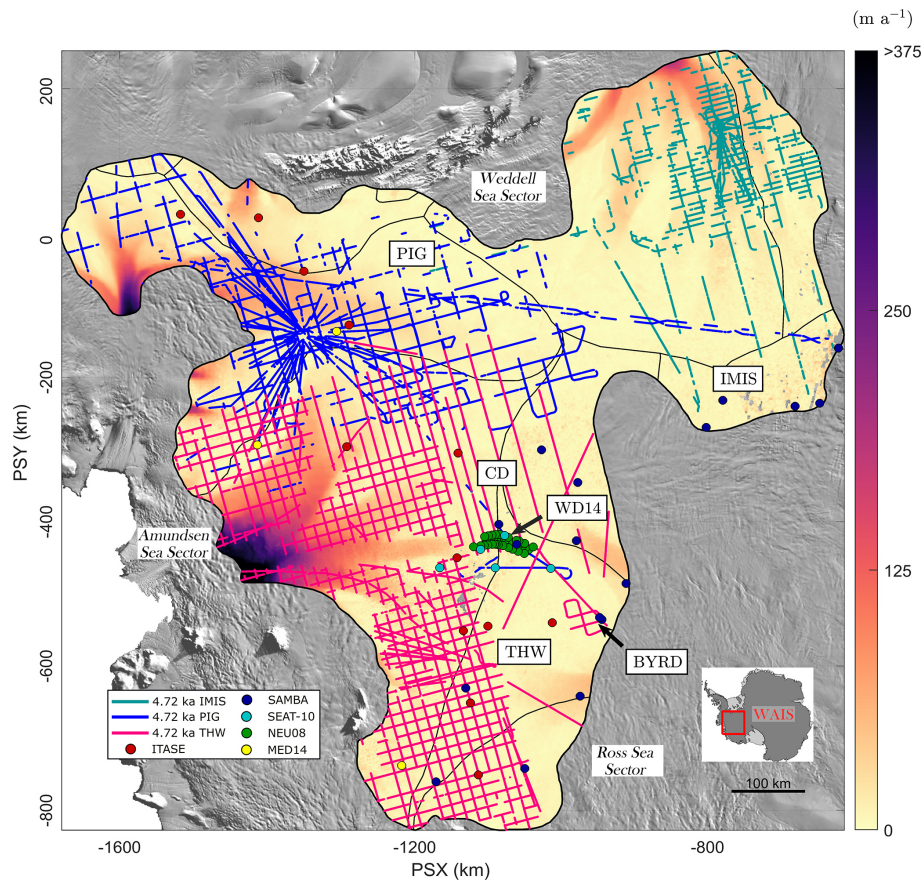 (m a⁻¹)
>375
250
125
0
200
0
-200
-400
-600
-800
PSY (km)
-1600
-1200
-800
PSX (km)
Weddell
Sea Sector
PIG
IMIS
CD
WD14
Amundsen
Sea Sector
THW
BYRD
Ross Sea
Sector
WAIS
100 km
4.72 ka IMIS
4.72 ka PIG
4.72 ka THW
ITASE
SAMBA
SEAT-10
NEU08
MED14